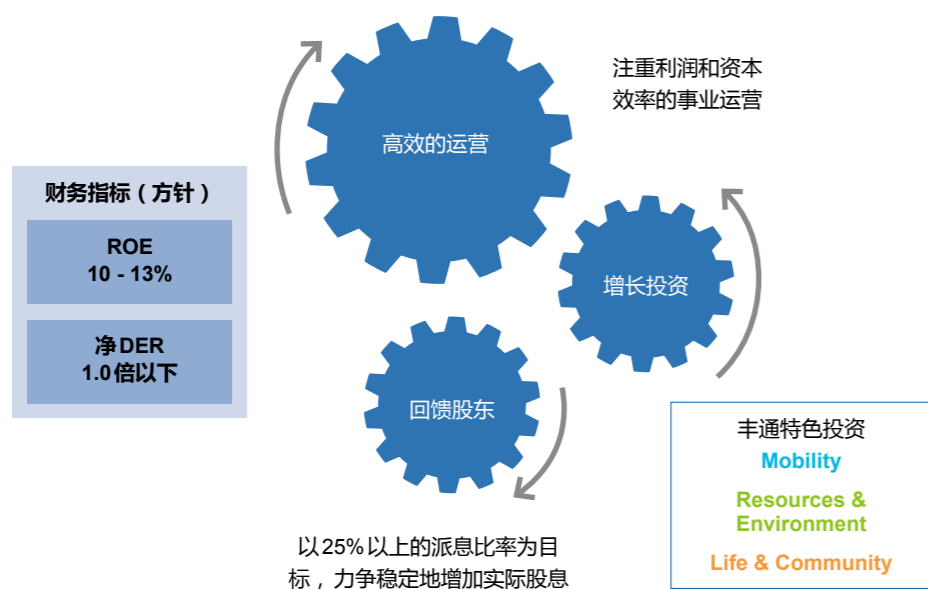 注重利润和资本
效率的事业运营
高效的运营
财务指标（方针）
ROE
10 - 13%
净DER
1.0倍以下
增长投资
回馈股东
丰通特色投资
Mobility
Resources &
Environment
Life & Community
以25%以上的派息比率为目
标，力争稳定地增加实际股息